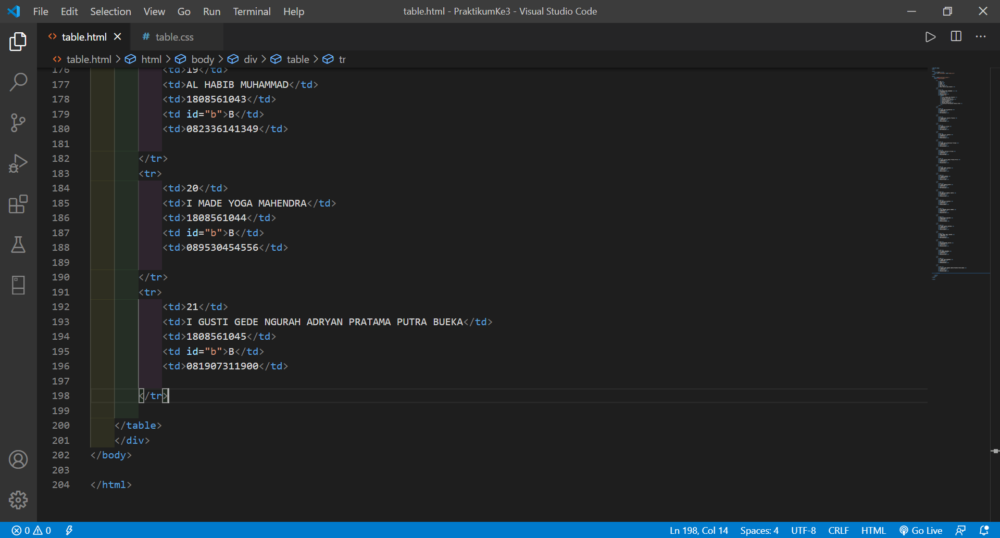 File Edit Selection View Go Run Terminal Help
table.html - PraktikumKe3 - Visual Studio Code
table.html
# table.css
table.html > html > body > div > table > tr
176 <td>19</td>
177 <td>AL HABIB MUHAMMAD</td>
178 <td>1808561043</td>
179 <td id="b">B</td>
180 <td>082336141349</td>
181
182 </tr>
183 <tr>
184 <td>20</td>
185 <td>I MADE YOGA MAHENDRA</td>
186 <td>1808561044</td>
187 <td id="b">B</td>
188 <td>089530454556</td>
189
190 </tr>
191 <tr>
192 <td>21</td>
193 <td>I GUSTI GEDE NGURAH ADRYAN PRATAMA PUTRA BUEKA</td>
194 <td>1808561045</td>
195 <td id="b">B</td>
196 <td>081907311900</td>
197
198 </tr>
199
200 </table>
201 </div>
202 </body>
203
204 </html>
0 0
Ln 198, Col 14 Spaces: 4 UTF-8 CRLF HTML Go Live